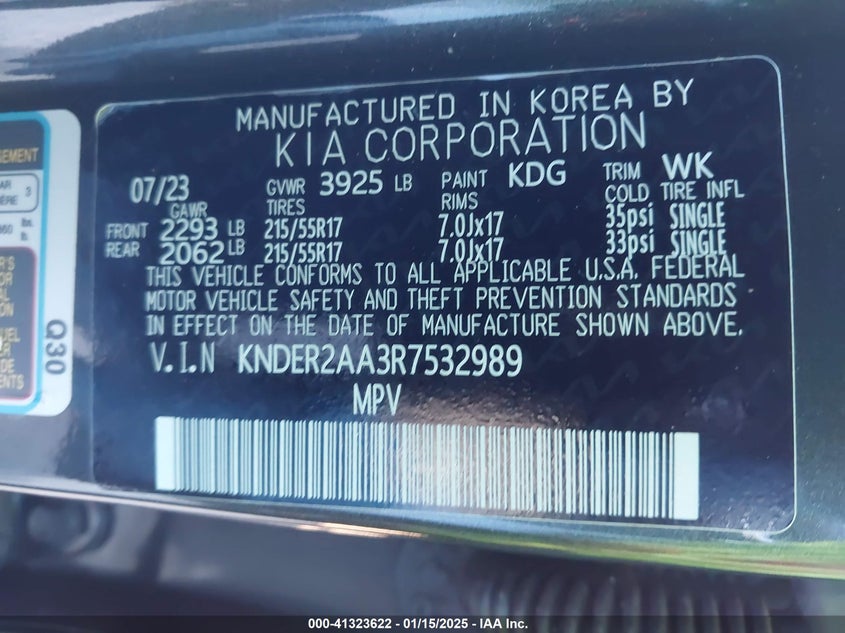 MANUFACTURED IN KOREA BY
KIA CORPORATION
07/23 GVWR 3925 LB PAINT KDG TRIM WK
GAWR TIRES RIMS COLD TIRE INFL
FRONT 2293 LB 215/55R17 7.0Jx17 35psi SINGLE
REAR 2062 LB 215/55R17 7.0Jx17 33psi SINGLE
THIS VEHICLE CONFORMS TO ALL APPLICABLE U.S.A. FEDERAL
MOTOR VEHICLE SAFETY AND THEFT PREVENTION STANDARDS
IN EFFECT ON THE DATE OF MANUFACTURE SHOWN ABOVE.
V.I.N KNDER2AA3R7532989
MPV
Q30
000-41323622 - 01/15/2025 - IAA Inc.